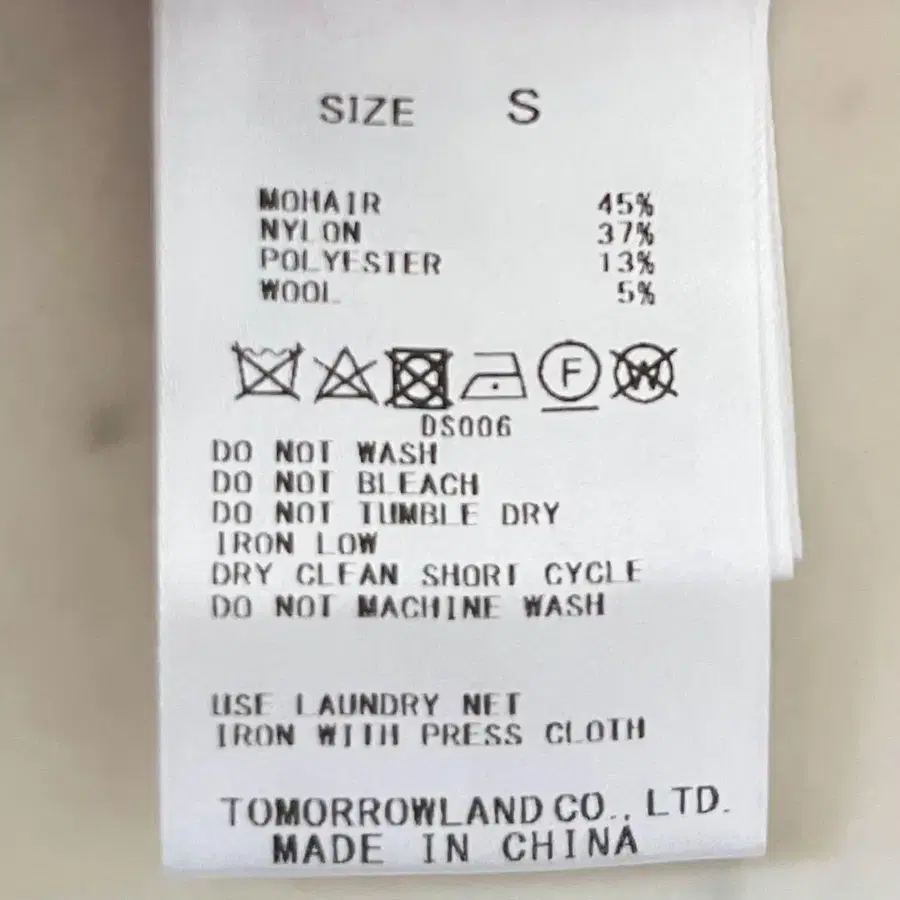 SIZE S
MOHAIR 45%
NYLON 37%
POLYESTER 13%
WOOL 5%
F W
DS006
DO NOT WASH
DO NOT BLEACH
DO NOT TUMBLE DRY
IRON LOW
DRY CLEAN SHORT CYCLE
DO NOT MACHINE WASH
USE LAUNDRY NET
IRON WITH PRESS CLOTH
TOMORROWLAND CO., LTD.
MADE IN CHINA